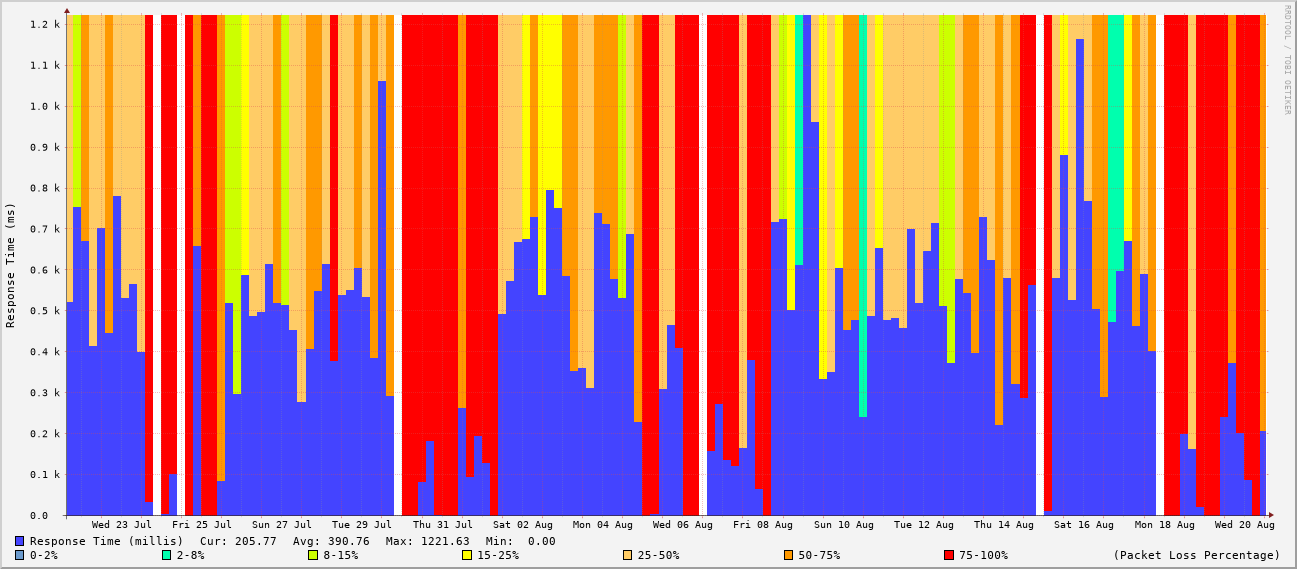 RRDTOOL / TOBI OETIKER
Response Time (ms)
1.2 k
1.1 k
1.0 k
0.9 k
0.8 k
0.7 k
0.6 k
0.5 k
0.4 k
0.3 k
0.2 k
0.1 k
0.0
Wed 23 Jul Fri 25 Jul Sun 27 Jul Tue 29 Jul Thu 31 Jul Sat 02 Aug Mon 04 Aug Wed 06 Aug Fri 08 Aug Sun 10 Aug Tue 12 Aug Thu 14 Aug Sat 16 Aug Mon 18 Aug Wed 20 Aug
Response Time (millis) Cur: 205.77 Avg: 390.76 Max: 1221.63 Min: 0.00
0-2% 2-8% 8-15% 15-25% 25-50% 50-75% 75-100% (Packet Loss Percentage)